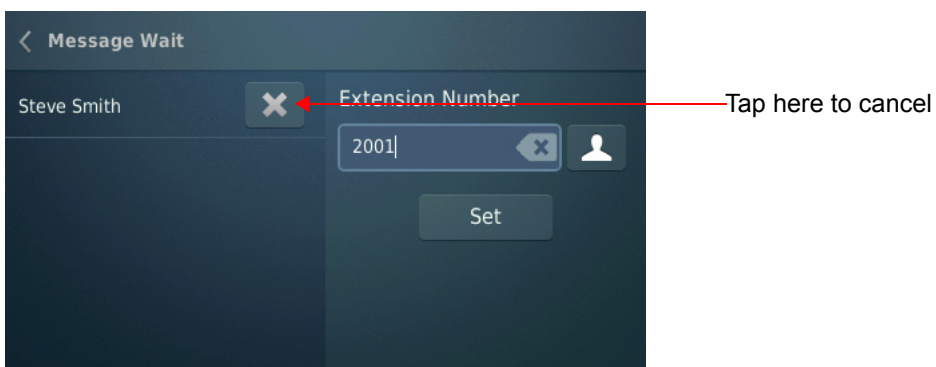 Message Wait
Steve Smith
Extension Number
Tap here to cancel
2001
Set